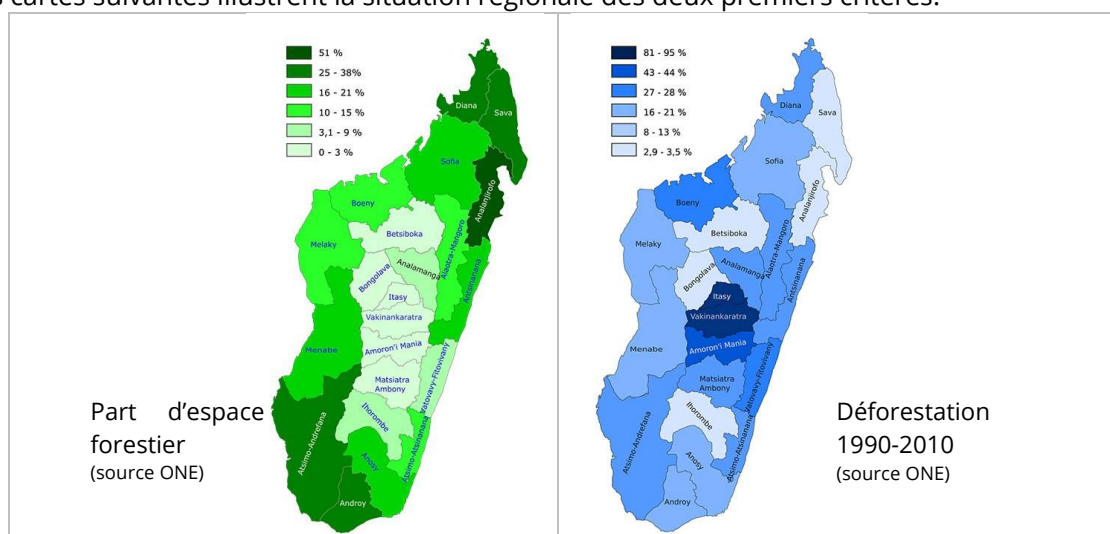 s cartes suivantes illustrent la situation régionale des deux premiers critères.
51 %
25 - 38%
16 - 21 %
10 - 15 %
3,1 - 9 %
0 - 3 %
Diana
Sava
Sofia
Analanjirofo
Boeny
Betsiboka
Alaotra-Mangoro
Melaky
Analamanga
Antsinanana
Bongolava
Itasy
Vakinankaratra
Amoron'i Mania
Menabe
Matsiatra
Ambony
Vatovavy-Fitovivany
Ihorombe
Atsimo-Andrefana
Atsimo-Atsinanana
Anosy
Androy
Part d’espace
forestier
(source ONE)
81 - 95 %
43 - 44 %
27 - 28 %
16 - 21 %
8 - 13 %
2,9 - 3,5 %
Diana
Sava
Sofia
Analanjirofo
Boeny
Betsiboka
Alaotra-Mangoro
Melaky
Analamanga
Antsinanana
Bongolava
Itasy
Vakinankaratra
Amoron'i Mania
Menabe
Matsiatra
Ambony
Vatovavy-Fitovivany
Ihorombe
Atsimo-Andrefana
Atsimo-Atsinanana
Anosy
Androy
Déforestation
1990-2010
(source ONE)